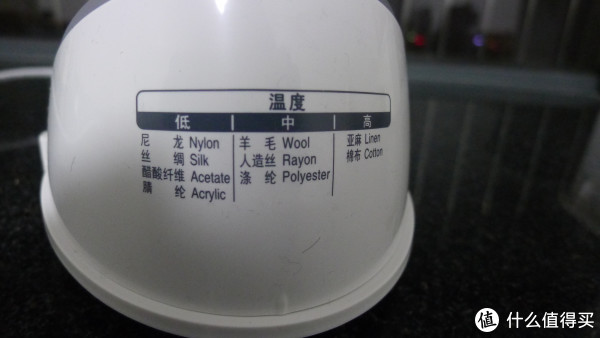 温度
低 中 高
尼 龙 Nylon 羊 毛 Wool 亚麻 Linen
丝 绸 Silk 人造丝 Rayon 棉布 Cotton
醋酸纤维 Acetate 涤 纶 Polyester
腈 纶 Acrylic
值 什么值得买